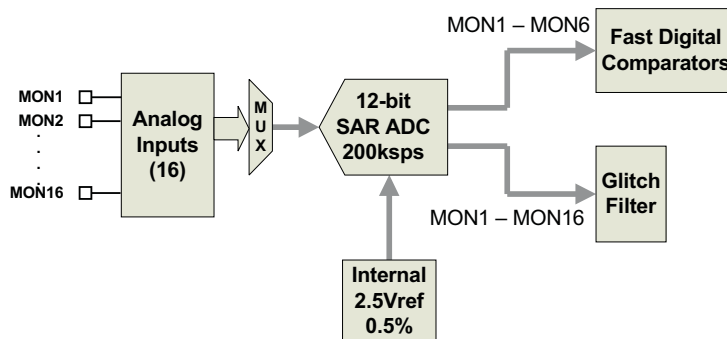 MON1 – MON6
Fast Digital
Comparators
MON1
MON2
.
.
.
.
MON16
Analog
Inputs
(16)
MUX
12-bit
SAR ADC
200ksps
MON1 – MON16
Glitch
Filter
Internal
2.5Vref
0.5%